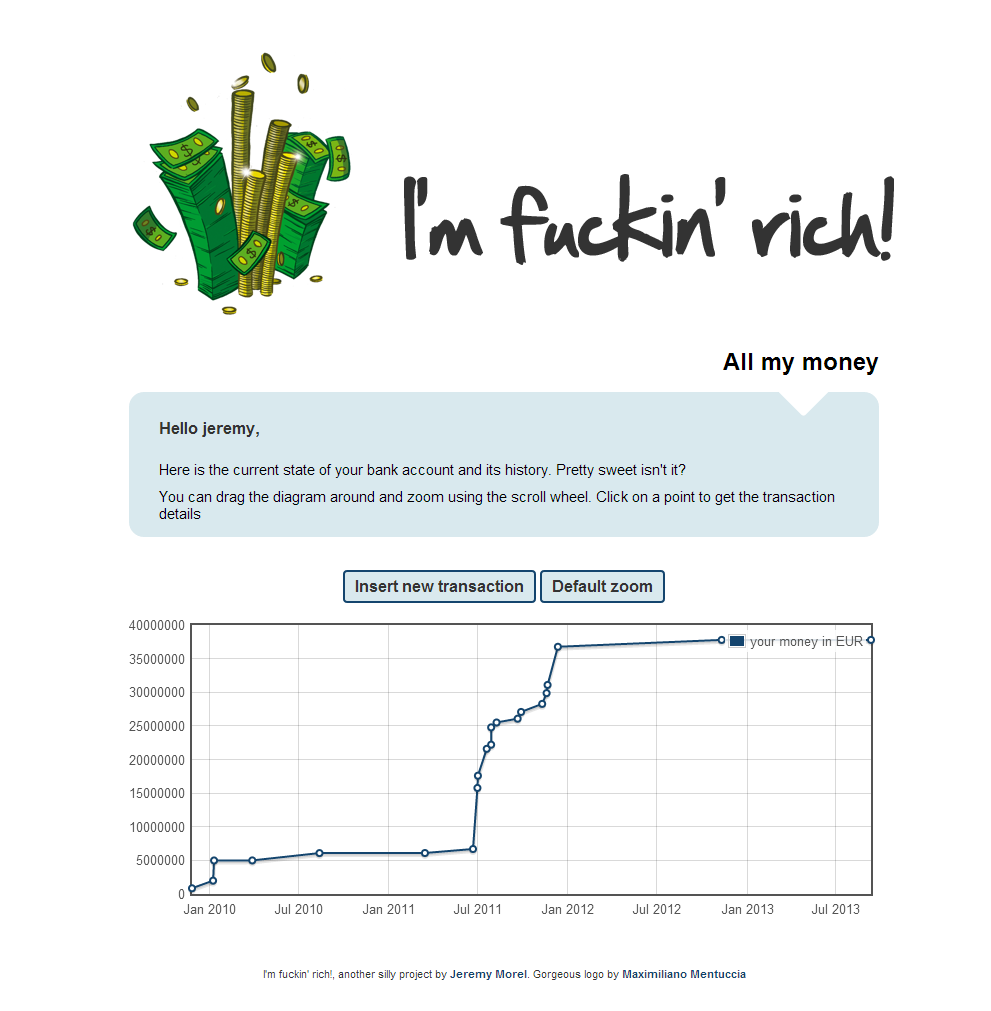 I'm fuckin' rich!
All my money
Hello jeremy,
Here is the current state of your bank account and its history. Pretty sweet isn't it?
You can drag the diagram around and zoom using the scroll wheel. Click on a point to get the transaction
details
Insert new transaction Default zoom
40000000
your money in EUR
35000000
30000000
25000000
20000000
15000000
10000000
5000000
0
Jan 2010 Jul 2010 Jan 2011 Jul 2011 Jan 2012 Jul 2012 Jan 2013 Jul 2013
I'm fuckin' rich!, another silly project by Jeremy Morel. Gorgeous logo by Maximiliano Mentuccia